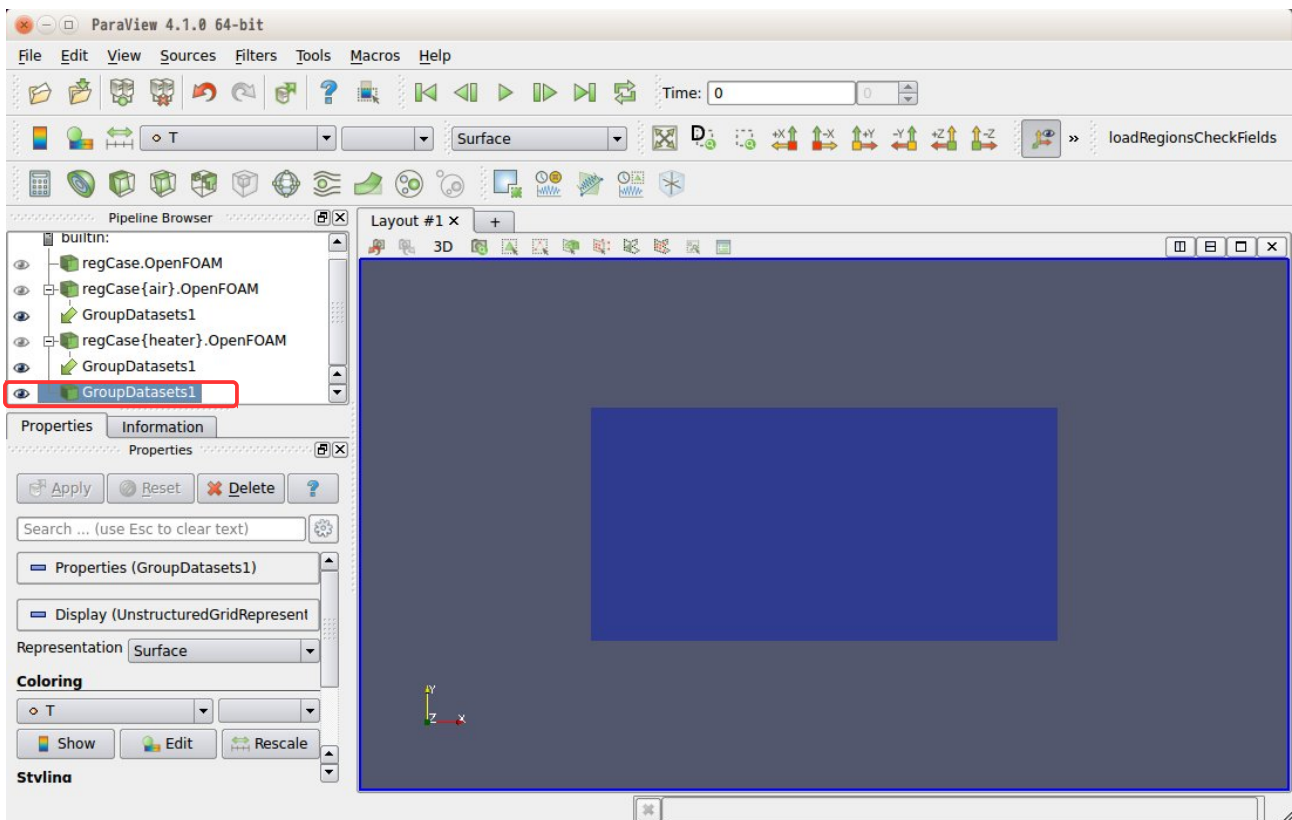 ParaView 4.1.0 64-bit
File Edit View Sources Filters Tools Macros Help
Time: 0 0
T Surface +X -X +Y -Y +Z -Z » loadRegionsCheckFields
Pipeline Browser
Layout #1 × +
builtin:
3D
regCase.OpenFOAM
regCase{air}.OpenFOAM
GroupDatasets1
regCase{heater}.OpenFOAM
GroupDatasets1
GroupDatasets1
Properties Information
Properties
Apply Reset Delete ?
Search ... (use Esc to clear text)
Properties (GroupDatasets1)
Display (UnstructuredGridRepresent
Representation Surface
Coloring
T
Show Edit Rescale
Styling
Y
Z X